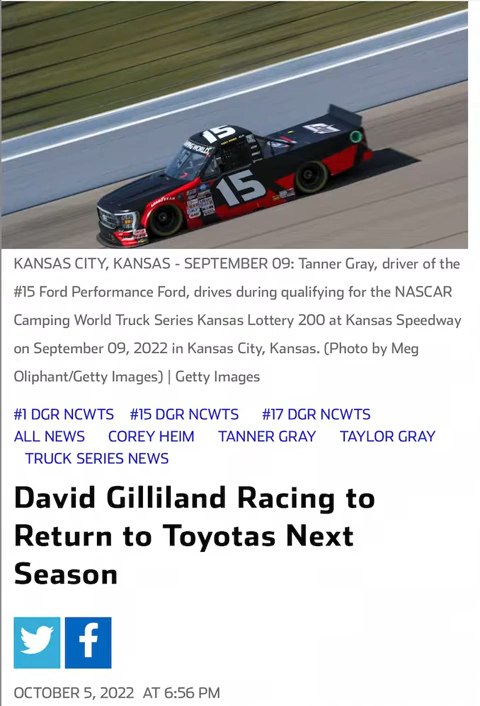 15
15
KANSAS CITY, KANSAS - SEPTEMBER 09: Tanner Gray, driver of the
#15 Ford Performance Ford, drives during qualifying for the NASCAR
Camping World Truck Series Kansas Lottery 200 at Kansas Speedway
on September 09, 2022 in Kansas City, Kansas. (Photo by Meg
Oliphant/Getty Images) | Getty Images
#1 DGR NCWTS #15 DGR NCWTS #17 DGR NCWTS
ALL NEWS COREY HEIM TANNER GRAY TAYLOR GRAY
TRUCK SERIES NEWS
David Gilliland Racing to
Return to Toyotas Next
Season
OCTOBER 5, 2022 AT 6:56 PM